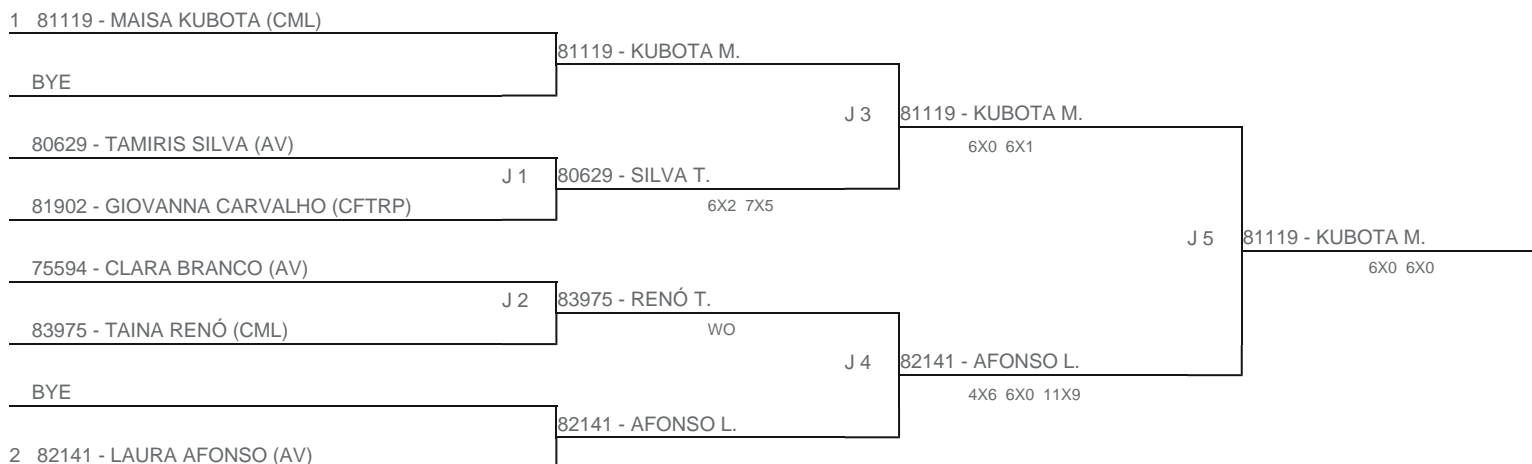 1 81119 - MAISA KUBOTA (CML)
81119 - KUBOTA M.
BYE
J 3 81119 - KUBOTA M.
80629 - TAMIRIS SILVA (AV)
6X0 6X1
J 1 80629 - SILVA T.
81902 - GIOVANNA CARVALHO (CFTRP)
6X2 7X5
J 5 81119 - KUBOTA M.
75594 - CLARA BRANCO (AV)
6X0 6X0
J 2 83975 - RENÓ T.
83975 - TAINA RENÓ (CML)
WO
J 4 82141 - AFONSO L.
BYE
4X6 6X0 11X9
82141 - AFONSO L.
2 82141 - LAURA AFONSO (AV)